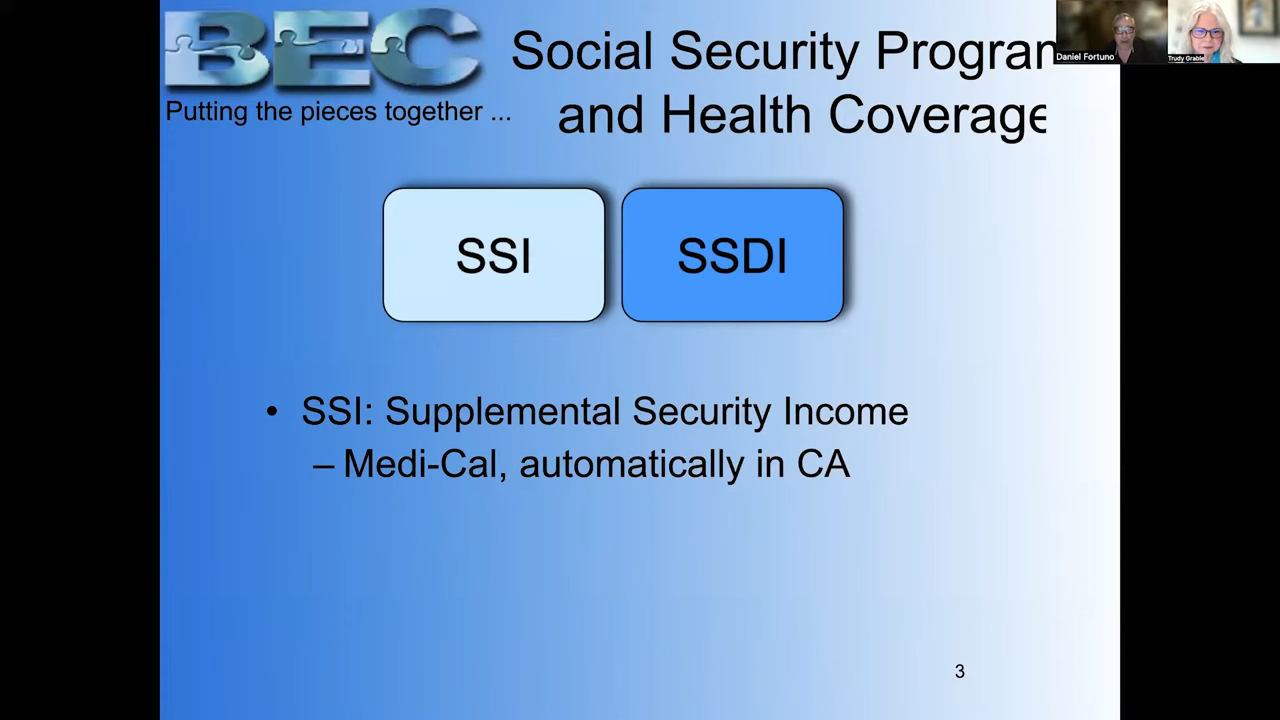 BEC
Putting the pieces together ...
Social Security Program
and Health Coverage
Daniel Fortuno
Trudy Grable
SSI
SSDI
• SSI: Supplemental Security Income
– Medi-Cal, automatically in CA
3